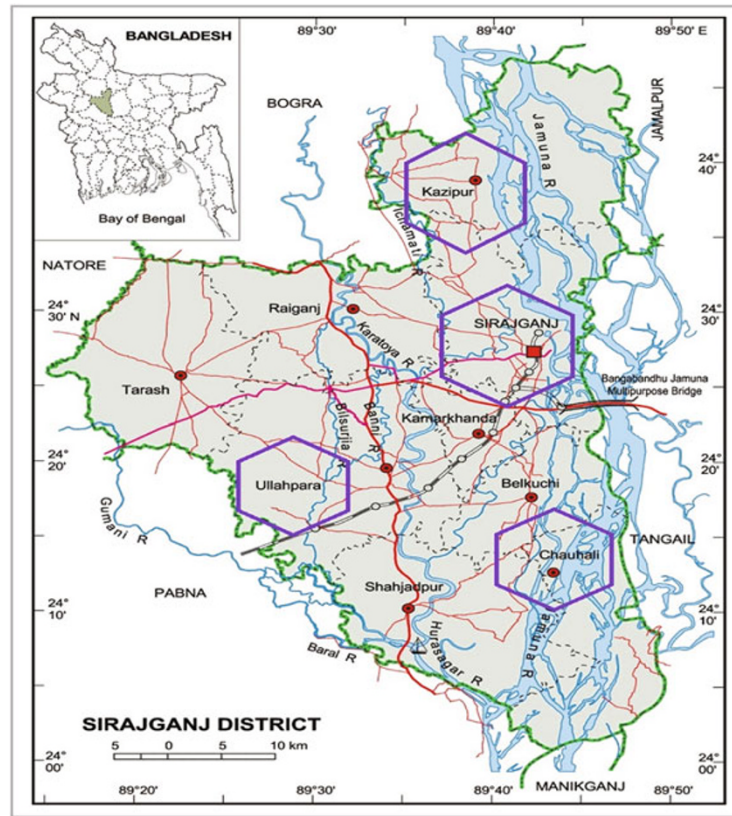 BANGLADESH
Bay of Bengal
89° 30'
89° 40'
89° 50' E
BOGRA
JAMALPUR
Jamuna R
24° 40'
Kazipur
Ichamati R
NATORE
24° 30' N
24° 30'
Raiganj
SIRAJGANJ
Karatoya R
Tarash
Bangabandhu Jamuna
Multipurpose Bridge
Kamarkhanda
Bilsurjia R
Banni R
24° 20'
24° 20'
Ullahpara
Belkuchi
Gumani R
Chauhali
TANGAIL
PABNA
Shahjadpur
24° 10'
24° 10'
amuna R
Hurasagar R
Baral R
SIRAJGANJ DISTRICT
5 0 5 10 km
24° 00'
24° 00'
MANIKGANJ
89° 20'
89° 30'
89° 40'
89° 50'